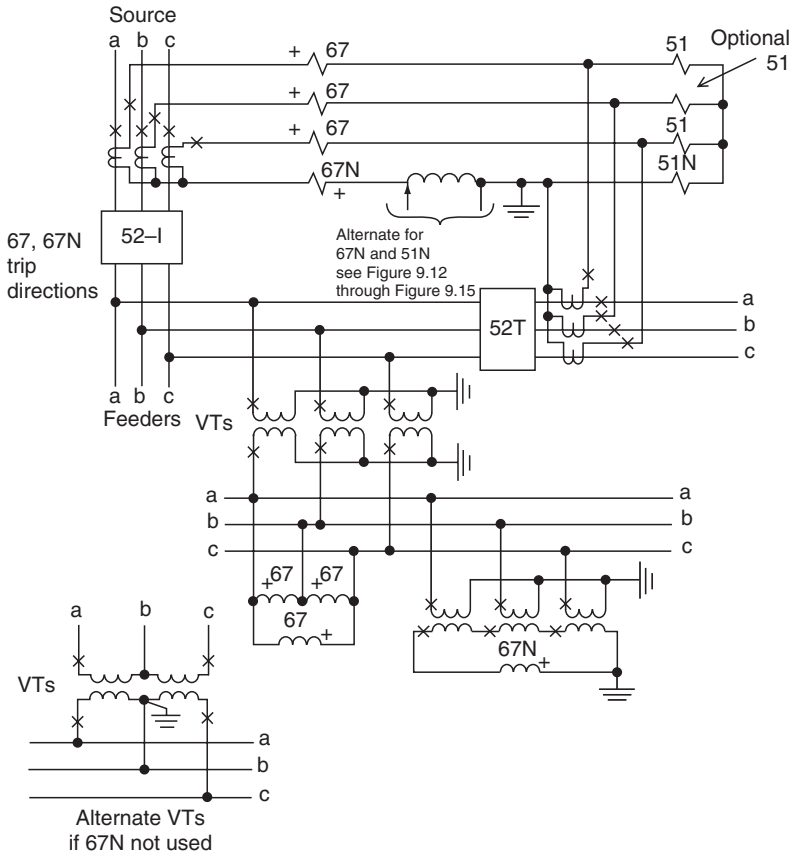 Source
a b c
+ 67
51
Optional
51
+ 67
+ 67
51
67N
+
51N
67, 67N
trip
directions
52–I
Alternate for
67N and 51N
see Figure 9.12
through Figure 9.15
52T
a
b
c
a b c
Feeders
VTs
a
a
b
b
c
c
+67
+67
67
+
67N
+
a
b
c
VTs
a
b
c
Alternate VTs
if 67N not used